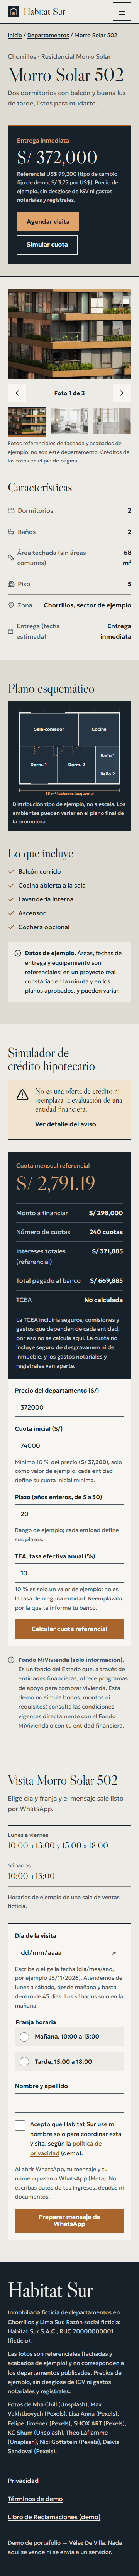 Habitat Sur
Inicio / Departamentos / Morro Solar 502
Chorrillos · Residencial Morro Solar
Morro Solar 502
Dos dormitorios con balcón y buena luz
de tarde, listos para mudarte.
Entrega inmediata
S/ 372,000
Referencial US$ 99,200 (tipo de cambio
fijo de demo, S/ 3,75 por US$). Precio de
ejemplo, sin desglose de IGV ni gastos
notariales y registrales.
Agendar visita
Simular cuota
Foto 1 de 3
Fotos referenciales de fachada y acabados de
ejemplo: no son este departamento. Créditos de
las fotos en el pie de página.
Características
Dormitorios 2
Baños 2
Área techada (sin áreas
comunes) 68
m²
Piso 5
Zona Chorrillos, sector de ejemplo
Entrega (fecha
estimada) Entrega
inmediata
Plano esquemático
Sala-comedor
Cocina
Dorm. 1
Dorm. 2
Baño 1
Baño 2
68 m² techados (esquema)
Distribución tipo de ejemplo, no a escala. Los
ambientes pueden variar en el plano final de
la promotora.
Lo que incluye
Balcón corrido
Cocina abierta a la sala
Lavandería interna
Ascensor
Cochera opcional
Datos de ejemplo. Áreas, fechas de
entrega y equipamiento son
referenciales: en un proyecto real
constarían en la minuta y en los
planos aprobados, y pueden variar.
Simulador de
crédito hipotecario
No es una oferta de crédito ni
reemplaza la evaluación de una
entidad financiera.
Ver detalle del aviso
Cuota mensual referencial
S/ 2,791.19
Monto a financiar S/ 298,000
Número de cuotas 240 cuotas
Intereses totales
(referencial) S/ 371,885
Total pagado al banco S/ 669,885
TCEA No calculada
La TCEA incluiría seguros, comisiones y
gastos que dependen de cada entidad;
por eso no se calcula aquí. La cuota no
incluye seguro de desgravamen ni de
inmueble, y los gastos notariales y
registrales van aparte.
Precio del departamento (S/)
372000
Cuota inicial (S/)
74000
Mínimo 10 % del precio (S/ 37,200), solo
como valor de ejemplo: cada entidad
define su cuota inicial mínima.
Plazo (años enteros, de 5 a 30)
20
Rango de ejemplo; cada entidad define
sus plazos.
TEA, tasa efectiva anual (%)
10
10 % es solo un valor de ejemplo: no es
la tasa de ninguna entidad. Reemplázalo
por la que te informe tu banco.
Calcular cuota referencial
Fondo MiVivienda (solo informativo).
Es un fondo del Estado que, a través de
entidades financieras, ofrece programas
de apoyo para comprar vivienda. Esta
demo no simula bonos, montos ni
requisitos: consulta las condiciones
vigentes directamente con el Fondo
MiVivienda o con tu entidad financiera.
Visita Morro Solar 502
Elige día y franja y el mensaje sale listo
por WhatsApp.
Lunes a viernes
10:00 a 13:00 y 15:00 a 18:00
Sábados
10:00 a 13:00
Horarios de ejemplo de una sala de ventas
ficticia.
Día de la visita
dd/mm/aaaa
Escribe o elige la fecha (día/mes/año,
por ejemplo 25/11/2026). Atendemos de
lunes a sábado, desde mañana y hasta
dentro de 45 días. Los sábados solo en la
mañana.
Franja horaria
Mañana, 10:00 a 13:00
Tarde, 15:00 a 18:00
Nombre y apellido
Acepto que Habitat Sur use mi
nombre solo para coordinar esta
visita, según la política de
privacidad (demo).
Al abrir WhatsApp, tu mensaje y tu
número pasan a WhatsApp (Meta). No
escribas datos de tus ingresos, deudas ni
documentos.
Preparar mensaje de
WhatsApp
Habitat Sur
Inmobiliaria ficticia de departamentos en
Chorrillos y Lima Sur. Razón social ficticia:
Habitat Sur S.A.C., RUC 20000000001
(ficticio).
Las fotos son referenciales (fachadas y
acabados de ejemplo) y no corresponden a
los departamentos publicados. Precios de
ejemplo, sin desglose de IGV ni gastos
notariales y registrales.
Fotos de Nha Chill (Unsplash), Max
Vakhtbovych (Pexels), Lisa Anna (Pexels),
Felipe Jiménez (Pexels), SHOX ART (Pexels),
KC Shum (Unsplash), Theo Laflamme
(Unsplash), Nici Gottstein (Pexels), Deivis
Sandoval (Pexels).
Privacidad
Términos de demo
Libro de Reclamaciones (demo)
Demo de portafolio — Vélez De Villa. Nada
aquí se vende ni se envía a un servidor.